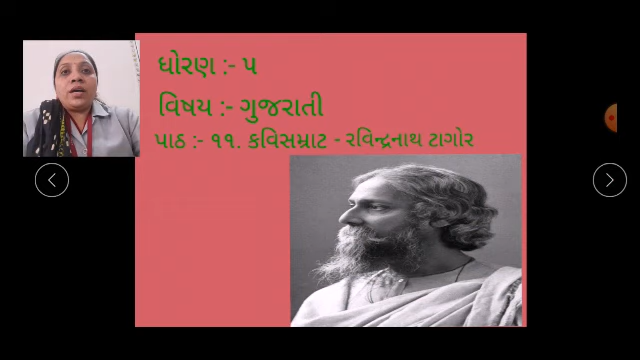 ધોરણ :- ૫
વિષય :- ગુજરાતી
પાઠ :- ૧૧. કવિસમ્રાટ - રવિન્દ્રનાથ ટાગોર